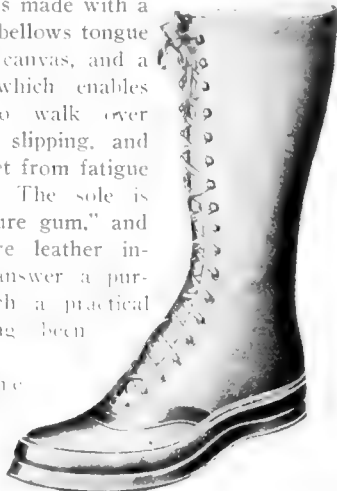 s made with a
bellows tongue
canvas, and a
which enables
o walk over
slipping, and
et from fatigue
The sole is
ure gum," and
re leather in-
answer a pur-
h a practical
been